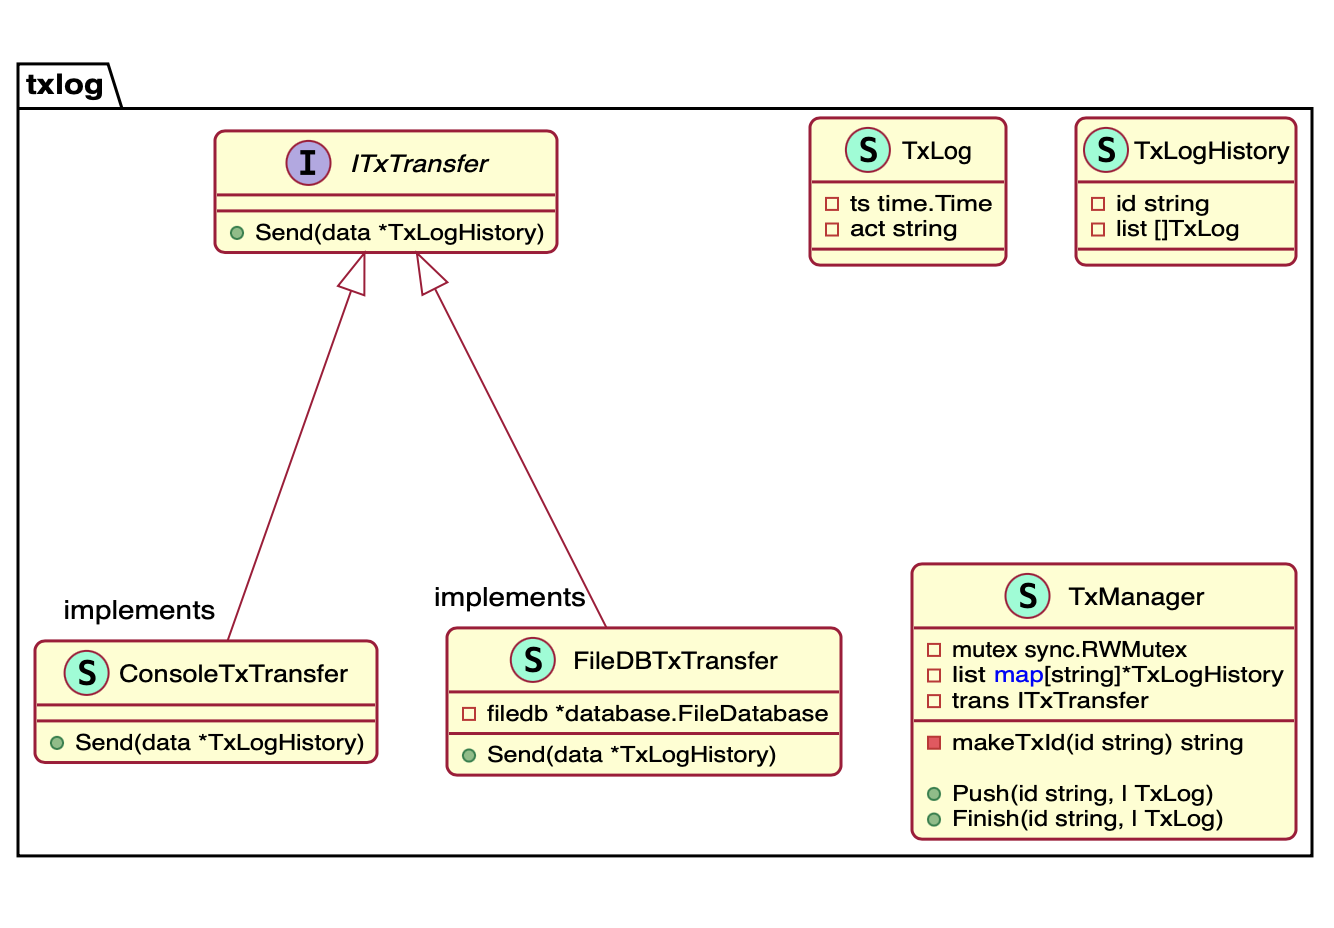 txlog
I ITxTransfer
Send(data *TxLogHistory)
S TxLog
ts time.Time
act string
S TxLogHistory
id string
list []TxLog
implements
implements
S ConsoleTxTransfer
Send(data *TxLogHistory)
S FileDBTxTransfer
filedb *database.FileDatabase
Send(data *TxLogHistory)
S TxManager
mutex sync.RWMutex
list map[string]*TxLogHistory
trans ITxTransfer
makeTxId(id string) string
Push(id string, l TxLog)
Finish(id string, l TxLog)